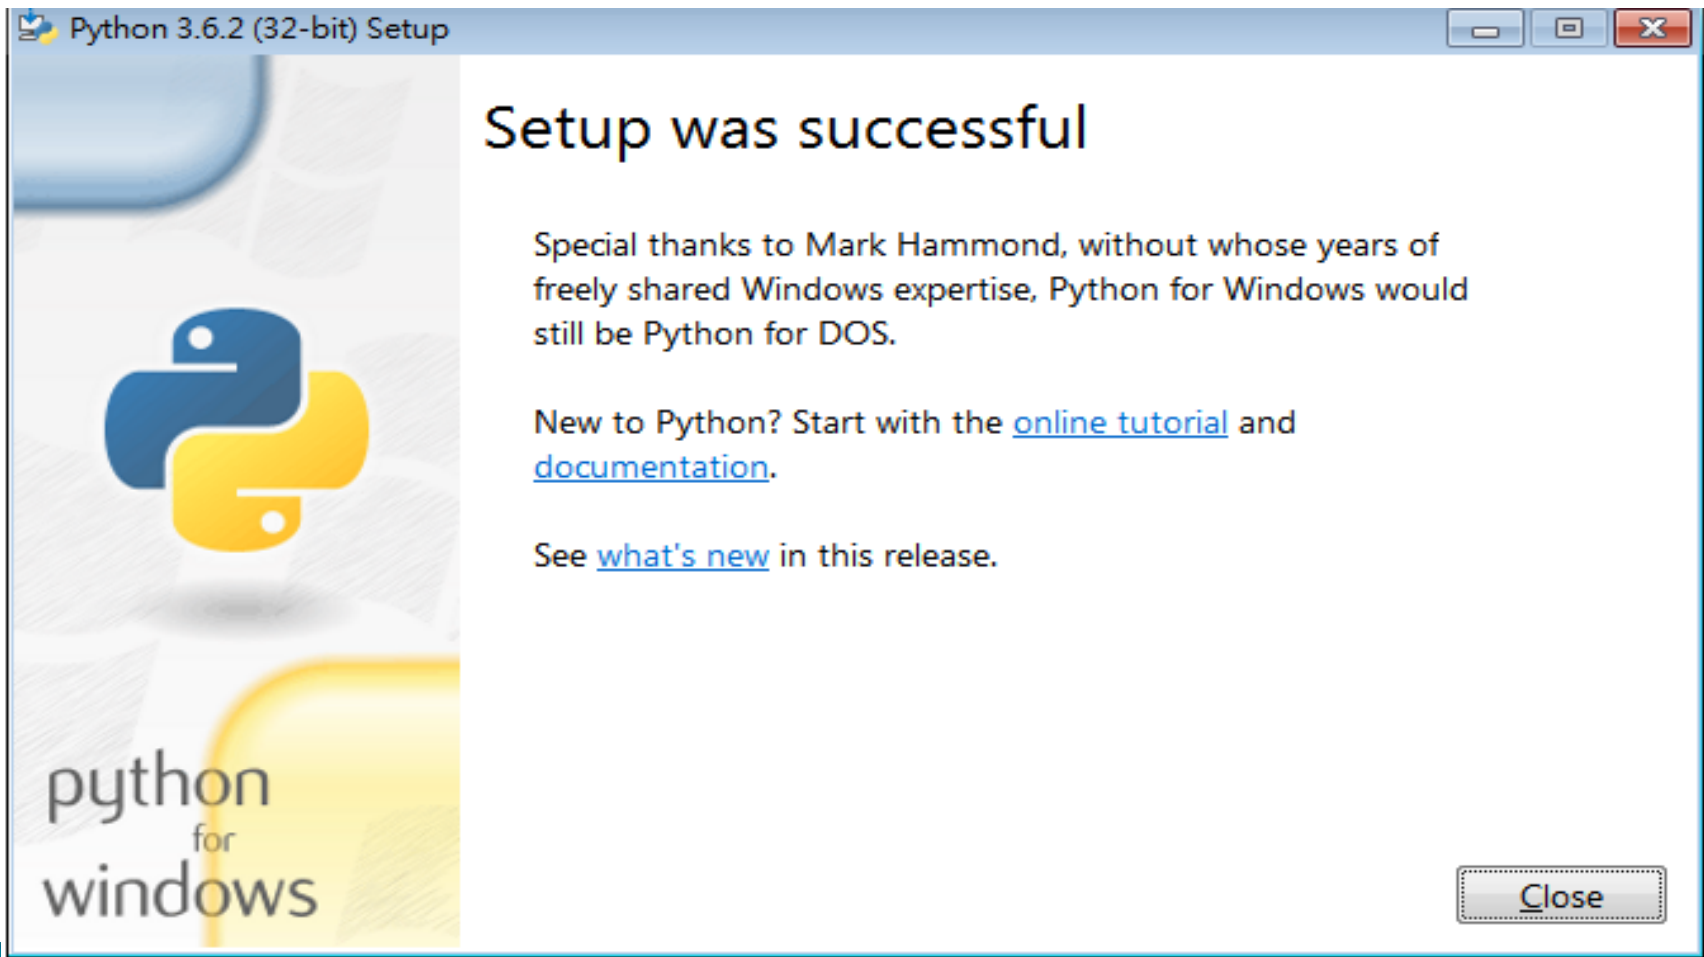 Python 3.6.2 (32-bit) Setup
Setup was successful
Special thanks to Mark Hammond, without whose years of
freely shared Windows expertise, Python for Windows would
still be Python for DOS.
New to Python? Start with the online tutorial and
documentation.
See what's new in this release.
python
for
windows
Close